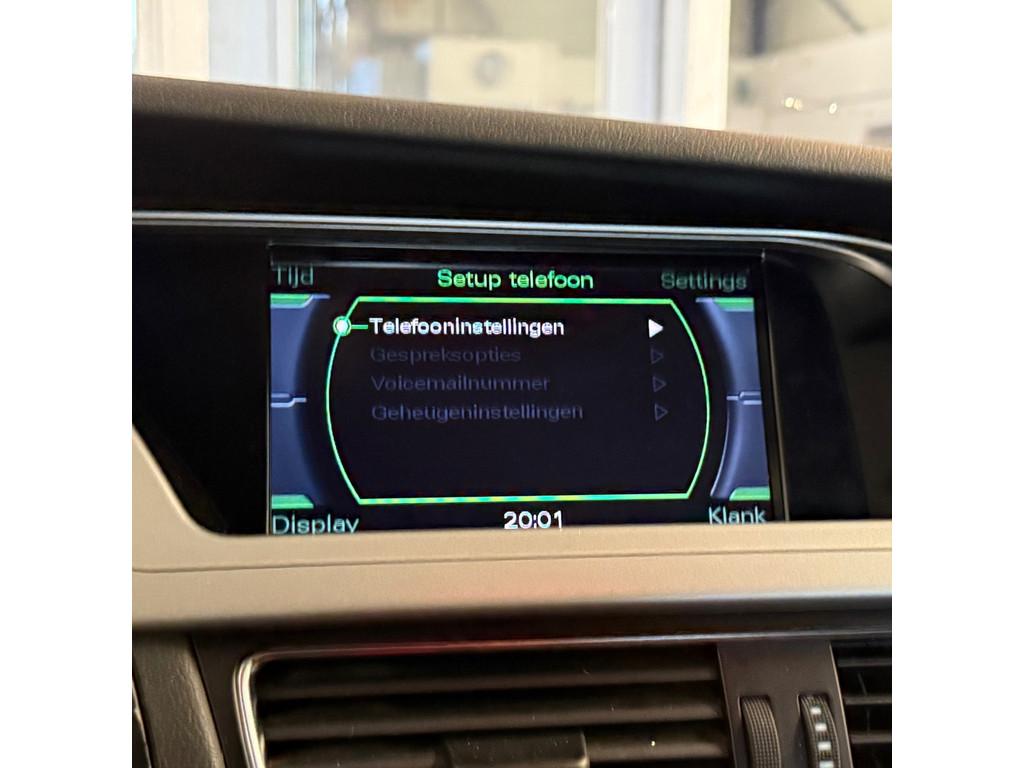 Tijd Setup telefoon Settings
Telefooninstellingen
Gespreksopties
Voicemailnummer
Geheugeninstellingen
Display 20:01 Klank